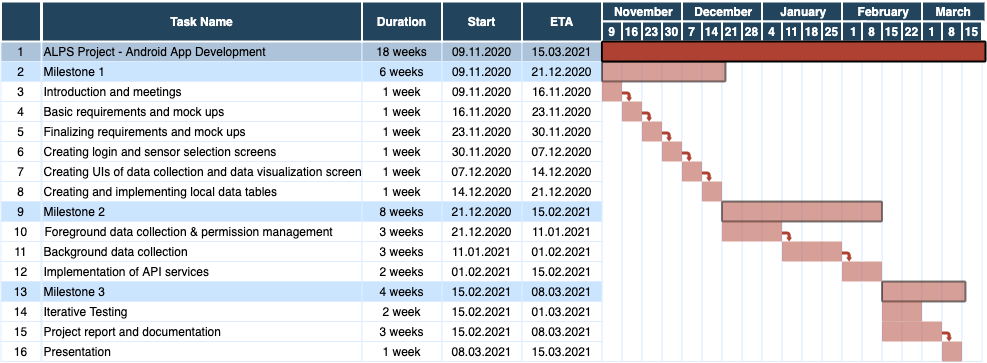 Task Name Duration Start ETA November December January February March
9 16 23 30 7 14 21 28 4 11 18 25 1 8 15 22 1 8 15
1 ALPS Project - Android App Development 18 weeks 09.11.2020 15.03.2021
2 Milestone 1 6 weeks 09.11.2020 21.12.2020
3 Introduction and meetings 1 week 09.11.2020 16.11.2020
4 Basic requirements and mock ups 1 week 16.11.2020 23.11.2020
5 Finalizing requirements and mock ups 1 week 23.11.2020 30.11.2020
6 Creating login and sensor selection screens 1 week 30.11.2020 07.12.2020
7 Creating UIs of data collection and data visualization screen 1 week 07.12.2020 14.12.2020
8 Creating and implementing local data tables 1 week 14.12.2020 21.12.2020
9 Milestone 2 8 weeks 21.12.2020 15.02.2021
10 Foreground data collection & permission management 3 weeks 21.12.2020 11.01.2021
11 Background data collection 3 weeks 11.01.2021 01.02.2021
12 Implementation of API services 2 weeks 01.02.2021 15.02.2021
13 Milestone 3 4 weeks 15.02.2021 08.03.2021
14 Iterative Testing 2 week 15.02.2021 01.03.2021
15 Project report and documentation 3 weeks 15.02.2021 08.03.2021
16 Presentation 1 week 08.03.2021 15.03.2021